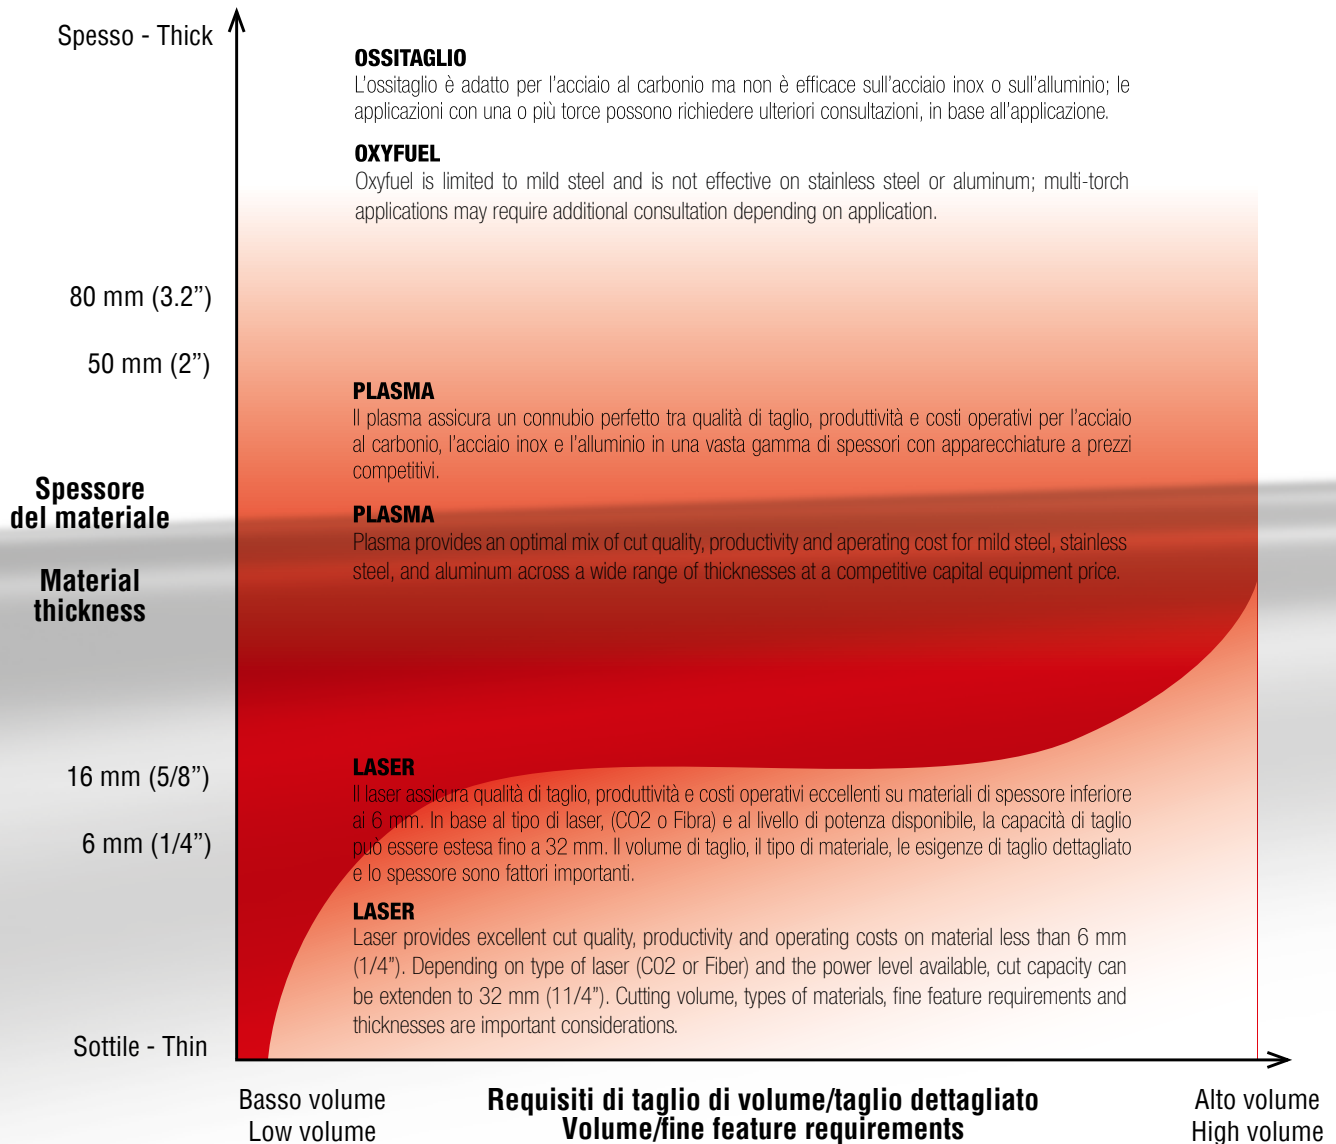 Spesso - Thick
OSSITAGLIO
L’ossitaglio è adatto per l’acciaio al carbonio ma non è efficace sull’acciaio inox o sull’alluminio; le
applicazioni con una o più torce possono richiedere ulteriori consultazioni, in base all’applicazione.
OXYFUEL
Oxyfuel is limited to mild steel and is not effective on stainless steel or aluminum; multi-torch
applications may require additional consultation depending on application.
80 mm (3.2”)
50 mm (2”)
PLASMA
Il plasma assicura un connubio perfetto tra qualità di taglio, produttività e costi operativi per l’acciaio
al carbonio, l’acciaio inox e l’alluminio in una vasta gamma di spessori con apparecchiature a prezzi
competitivi.
Spessore
del materiale
PLASMA
Plasma provides an optimal mix of cut quality, productivity and aperating cost for mild steel, stainless
steel, and aluminum across a wide range of thicknesses at a competitive capital equipment price.
Material
thickness
16 mm (5/8”)
6 mm (1/4”)
LASER
Il laser assicura qualità di taglio, produttività e costi operativi eccellenti su materiali di spessore inferiore
ai 6 mm. In base al tipo di laser, (CO2 o Fibra) e al livello di potenza disponibile, la capacità di taglio
può essere estesa fino a 32 mm. Il volume di taglio, il tipo di materiale, le esigenze di taglio dettagliato
e lo spessore sono fattori importanti.
LASER
Laser provides excellent cut quality, productivity and operating costs on material less than 6 mm
(1/4”). Depending on type of laser (CO2 or Fiber) and the power level available, cut capacity can
be extenden to 32 mm (11/4”). Cutting volume, types of materials, fine feature requirements and
thicknesses are important considerations.
Sottile - Thin
Basso volume
Low volume
Requisiti di taglio di volume/taglio dettagliato
Volume/fine feature requirements
Alto volume
High volume